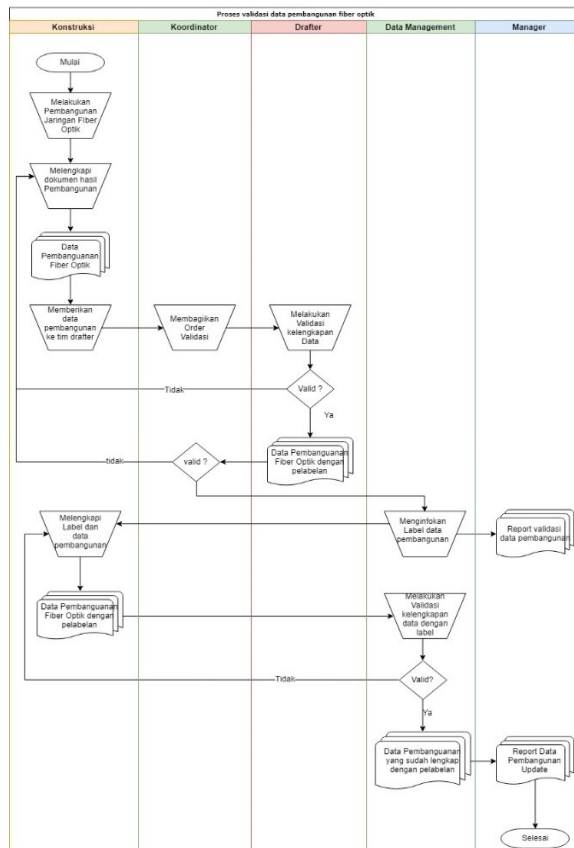 Proses validasi data pembangunan fiber optik
Konstruksi
Koordinator
Drafter
Data Management
Manager
Mulai
Melakukan
Pembangunan
Jaringan Fiber
Optik
Melengkapi
dokumen hasil
Pembangunan
Data
Pembanguanan
Fiber Optik
Memberikan
data
pembangunan
ke tim drafter
Membagiikan
Order
Validasi
Melakukan
Validasi
kelengkapan
Data
Valid ?
Tidak
Ya
Data Pembanguanan
Fiber Optik dengan
pelabelan
valid ?
tidak
Menginfokan
Label data
pembangunan
Report validasi
data pembangunan
Melengkapi
Label dan
data
pembangunan
Data Pembanguanan
Fiber Optik dengan
pelabelan
Melakukan
Validasi
kelengkapan
data dengan
label
Valid?
Tidak
Ya
Data Pembanguanan
yang sudah lengkap
dengan pelabelan
Report Data
Pembangunan
Update
Selesai